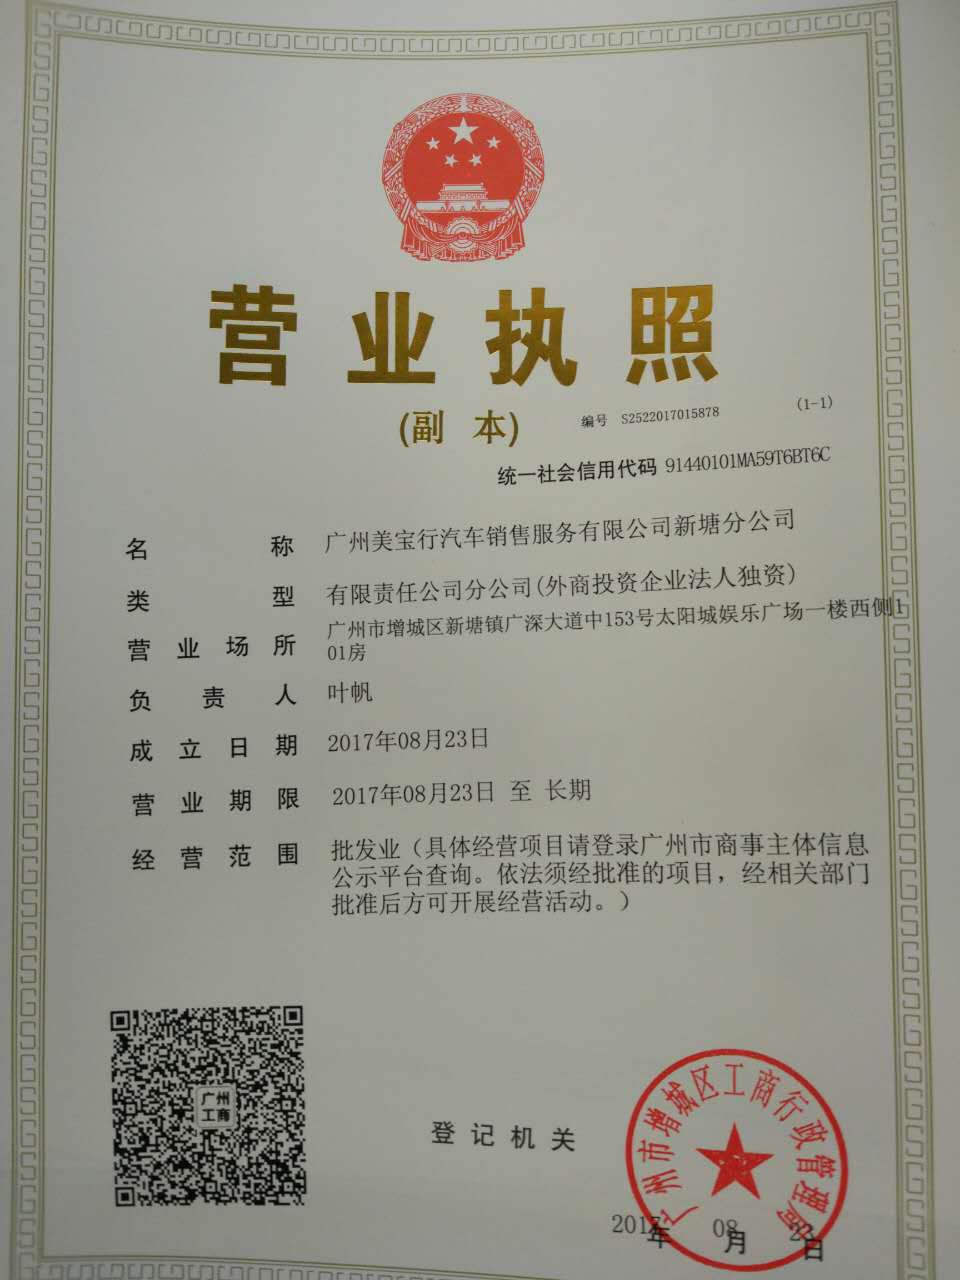 营业执照
(副 本)
编号 S2522017015878
(1-1)
统一社会信用代码 91440101MA59T6BT6C
名称 广州美宝行汽车销售服务有限公司新塘分公司
类型 有限责任公司分公司(外商投资企业法人独资)
营业场所 广州市增城区新塘镇广深大道中153号太阳城娱乐广场一楼西侧1
01房
负责人 叶帆
成立日期 2017年08月23日
营业期限 2017年08月23日 至 长期
经营范围 批发业（具体经营项目请登录广州市商事主体信息
公示平台查询。依法须经批准的项目，经相关部门
批准后方可开展经营活动。）
广州
工商
登记机关
广州市增城区工商行政管理局
2017年 08月 23日